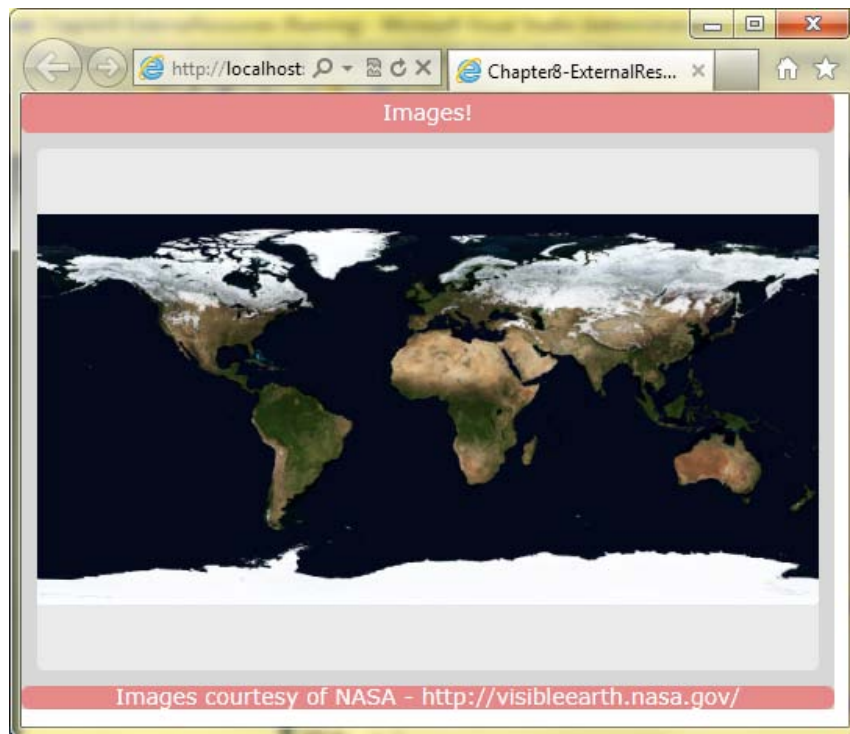 http://localhost:
Chapter8-ExternalRes...
Images!
Images courtesy of NASA - http://visibleearth.nasa.gov/